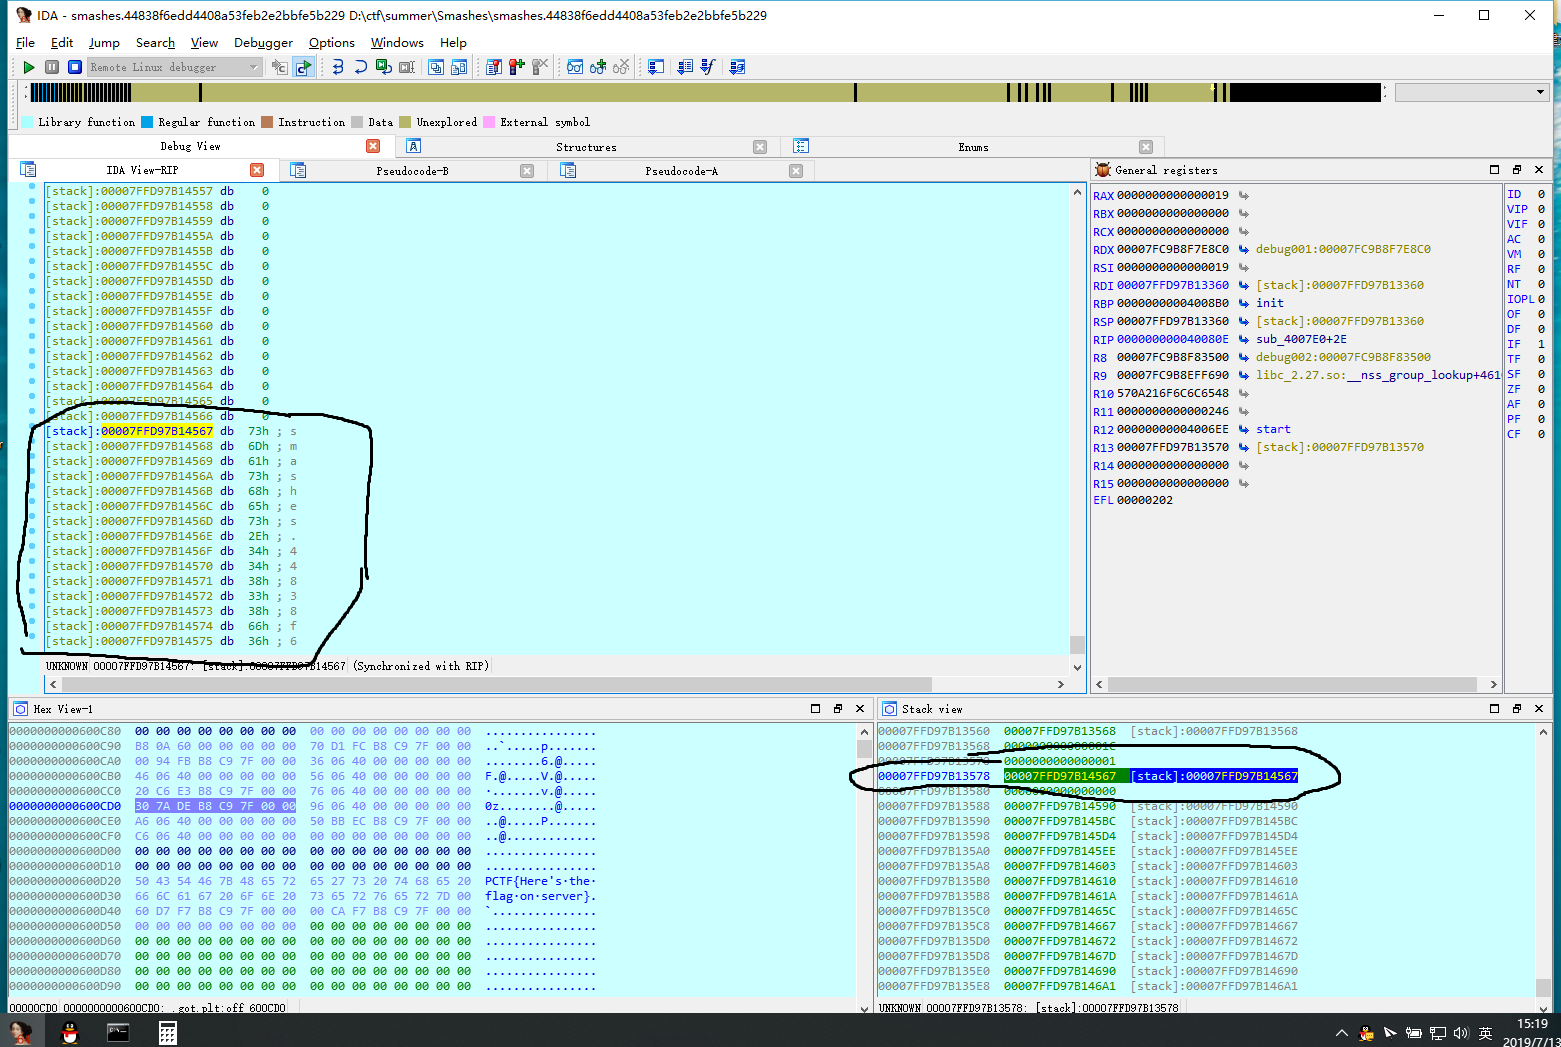 IDA - smashes.44838f6edd4408a53feb2e2bbfe5b229 D:\ctf\summer\Smashes\smashes.44838f6edd4408a53feb2e2bbfe5b229
File Edit Jump Search View Debugger Options Windows Help
Remote Linux debugger
Library function Regular function Instruction Data Unexplored External symbol
Debug View Structures Enums
IDA View-RIP Pseudocode-B Pseudocode-A
[stack]:00007FFD97B14557 db 0
[stack]:00007FFD97B14558 db 0
[stack]:00007FFD97B14559 db 0
[stack]:00007FFD97B1455A db 0
[stack]:00007FFD97B1455B db 0
[stack]:00007FFD97B1455C db 0
[stack]:00007FFD97B1455D db 0
[stack]:00007FFD97B1455E db 0
[stack]:00007FFD97B1455F db 0
[stack]:00007FFD97B14560 db 0
[stack]:00007FFD97B14561 db 0
[stack]:00007FFD97B14562 db 0
[stack]:00007FFD97B14563 db 0
[stack]:00007FFD97B14564 db 0
[stack]:00007FFD97B14565 db 0
[stack]:00007FFD97B14566 db 0
[stack]:00007FFD97B14567 db 73h ; s
[stack]:00007FFD97B14568 db 6Dh ; m
[stack]:00007FFD97B14569 db 61h ; a
[stack]:00007FFD97B1456A db 73h ; s
[stack]:00007FFD97B1456B db 68h ; h
[stack]:00007FFD97B1456C db 65h ; e
[stack]:00007FFD97B1456D db 73h ; s
[stack]:00007FFD97B1456E db 2Eh ; .
[stack]:00007FFD97B1456F db 34h ; 4
[stack]:00007FFD97B14570 db 34h ; 4
[stack]:00007FFD97B14571 db 38h ; 8
[stack]:00007FFD97B14572 db 33h ; 3
[stack]:00007FFD97B14573 db 38h ; 8
[stack]:00007FFD97B14574 db 66h ; f
[stack]:00007FFD97B14575 db 36h ; 6
UNKNOWN 00007FFD97B14567: [stack]:00007FFD97B14567 (Synchronized with RIP)
General registers
RAX 0000000000000019
RBX 0000000000000000
RCX 0000000000000000
RDX 00007FC9B8F7E8C0 debug001:00007FC9B8F7E8C0
RSI 0000000000000019
RDI 00007FFD97B13360 [stack]:00007FFD97B13360
RBP 00000000004008B0 init
RSP 00007FFD97B13360 [stack]:00007FFD97B13360
RIP 000000000040080E sub_4007E0+2E
R8 00007FC9B8F83500 debug002:00007FC9B8F83500
R9 00007FC9B8EFF690 libc_2.27.so:__nss_group_lookup+461
R10 570A216F6C6C6548
R11 0000000000000246
R12 00000000004006EE start
R13 00007FFD97B13570 [stack]:00007FFD97B13570
R14 0000000000000000
R15 0000000000000000
EFL 00000202
ID 0
VIP 0
VIF 0
AC 0
VM 0
RF 0
NT 0
IOPL 0
OF 0
DF 0
IF 1
TF 0
SF 0
ZF 0
AF 0
PF 0
CF 0
Hex View-1
0000000000600C80 00 00 00 00 00 00 00 00 00 00 00 00 00 00 00 00 ................
0000000000600C90 B8 0A 60 00 00 00 00 00 70 D1 FC B8 C9 7F 00 00 ..`.....p.......
0000000000600CA0 00 94 FB B8 C9 7F 00 00 36 06 40 00 00 00 00 00 ........6.@.....
0000000000600CB0 46 06 40 00 00 00 00 00 56 06 40 00 00 00 00 00 F.@.....V.@.....
0000000000600CC0 20 C6 E3 B8 C9 7F 00 00 76 06 40 00 00 00 00 00 ·.......v.@.....
0000000000600CD0 30 7A DE B8 C9 7F 00 00 96 06 40 00 00 00 00 00 0z........@.....
0000000000600CE0 A6 06 40 00 00 00 00 00 50 BB EC B8 C9 7F 00 00 ..@.....P.......
0000000000600CF0 C6 06 40 00 00 00 00 00 00 00 00 00 00 00 00 00 ..@.............
0000000000600D00 00 00 00 00 00 00 00 00 00 00 00 00 00 00 00 00 ................
0000000000600D10 00 00 00 00 00 00 00 00 00 00 00 00 00 00 00 00 ................
0000000000600D20 50 43 54 46 7B 48 65 72 65 27 73 20 74 68 65 20 PCTF{Here's·the·
0000000000600D30 66 6C 61 67 20 6F 6E 20 73 65 72 76 65 72 7D 00 flag·on·server}.
0000000000600D40 60 D7 F7 B8 C9 7F 00 00 00 CA F7 B8 C9 7F 00 00 `...............
0000000000600D50 00 00 00 00 00 00 00 00 00 00 00 00 00 00 00 00 ................
0000000000600D60 00 00 00 00 00 00 00 00 00 00 00 00 00 00 00 00 ................
0000000000600D70 00 00 00 00 00 00 00 00 00 00 00 00 00 00 00 00 ................
0000000000600D80 00 00 00 00 00 00 00 00 00 00 00 00 00 00 00 00 ................
0000000000600D90 00 00 00 00 00 00 00 00 00 00 00 00 00 00 00 00 ................
00000CD0 0000000000600CD0: .got.plt:off_600CD0
Stack view
00007FFD97B13560 00007FFD97B13568 [stack]:00007FFD97B13568
00007FFD97B13568 000000000000001C
00007FFD97B13570 0000000000000001
00007FFD97B13578 00007FFD97B14567 [stack]:00007FFD97B14567
00007FFD97B13580 0000000000000000
00007FFD97B13588 00007FFD97B14590 [stack]:00007FFD97B14590
00007FFD97B13590 00007FFD97B145BC [stack]:00007FFD97B145BC
00007FFD97B13598 00007FFD97B145D4 [stack]:00007FFD97B145D4
00007FFD97B135A0 00007FFD97B145EE [stack]:00007FFD97B145EE
00007FFD97B135A8 00007FFD97B14603 [stack]:00007FFD97B14603
00007FFD97B135B0 00007FFD97B14610 [stack]:00007FFD97B14610
00007FFD97B135B8 00007FFD97B1461A [stack]:00007FFD97B1461A
00007FFD97B135C0 00007FFD97B1465C [stack]:00007FFD97B1465C
00007FFD97B135C8 00007FFD97B14667 [stack]:00007FFD97B14667
00007FFD97B135D0 00007FFD97B14672 [stack]:00007FFD97B14672
00007FFD97B135D8 00007FFD97B1467D [stack]:00007FFD97B1467D
00007FFD97B135E0 00007FFD97B14690 [stack]:00007FFD97B14690
00007FFD97B135E8 00007FFD97B146A1 [stack]:00007FFD97B146A1
UNKNOWN 00007FFD97B13578: [stack]:00007FFD97B13578
英
15:19
2019/7/13